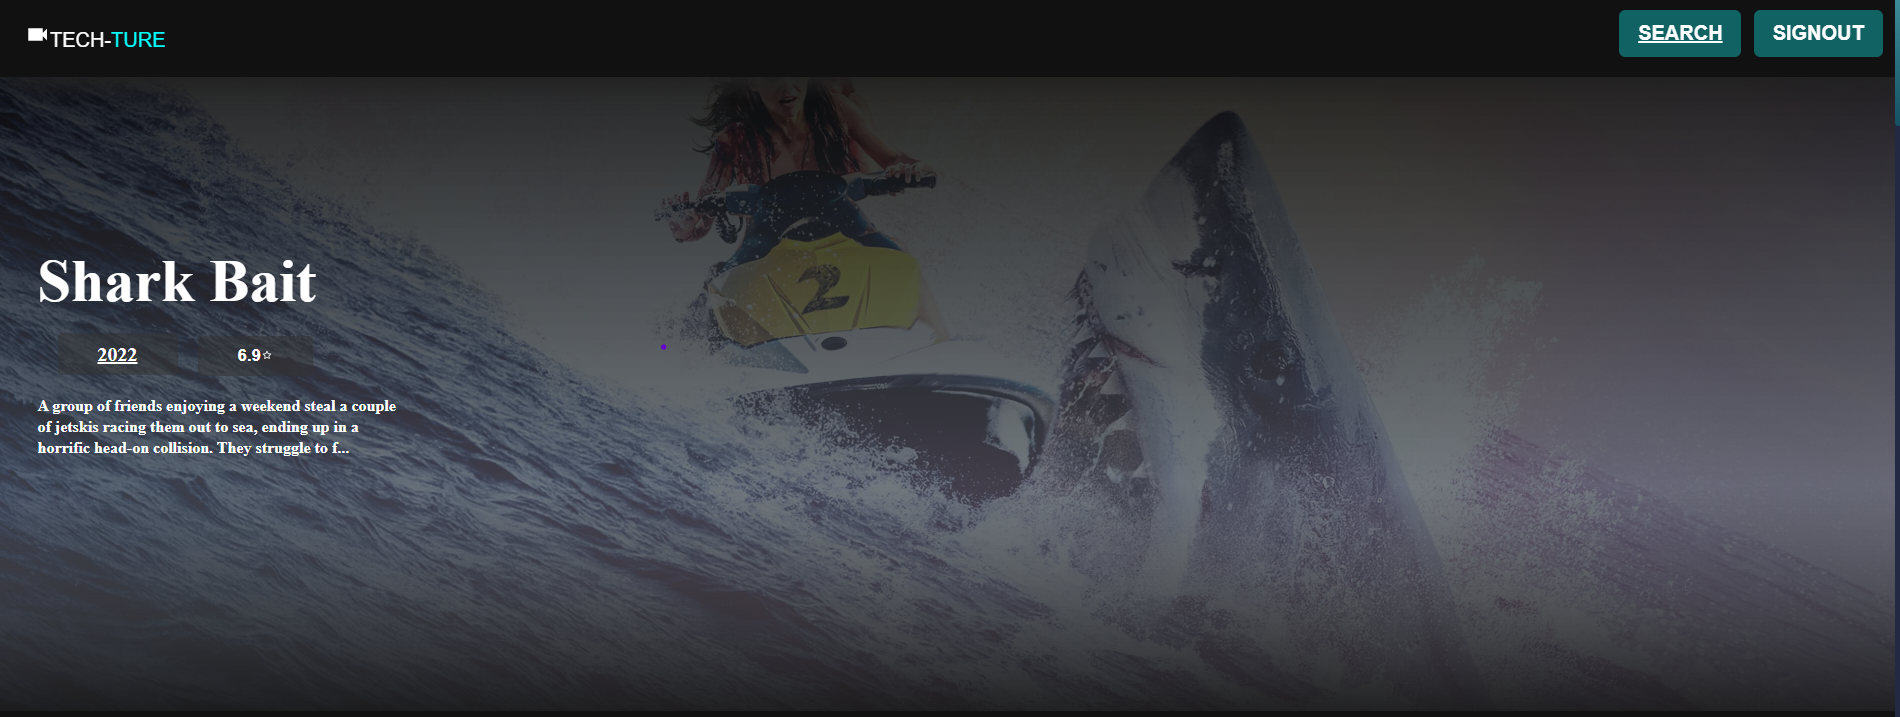 TECH-TURE
SEARCH
SIGNOUT
Shark Bait
2022
6.9☆
A group of friends enjoying a weekend steal a couple
of jetskis racing them out to sea, ending up in a
horrific head-on collision. They struggle to f...
2